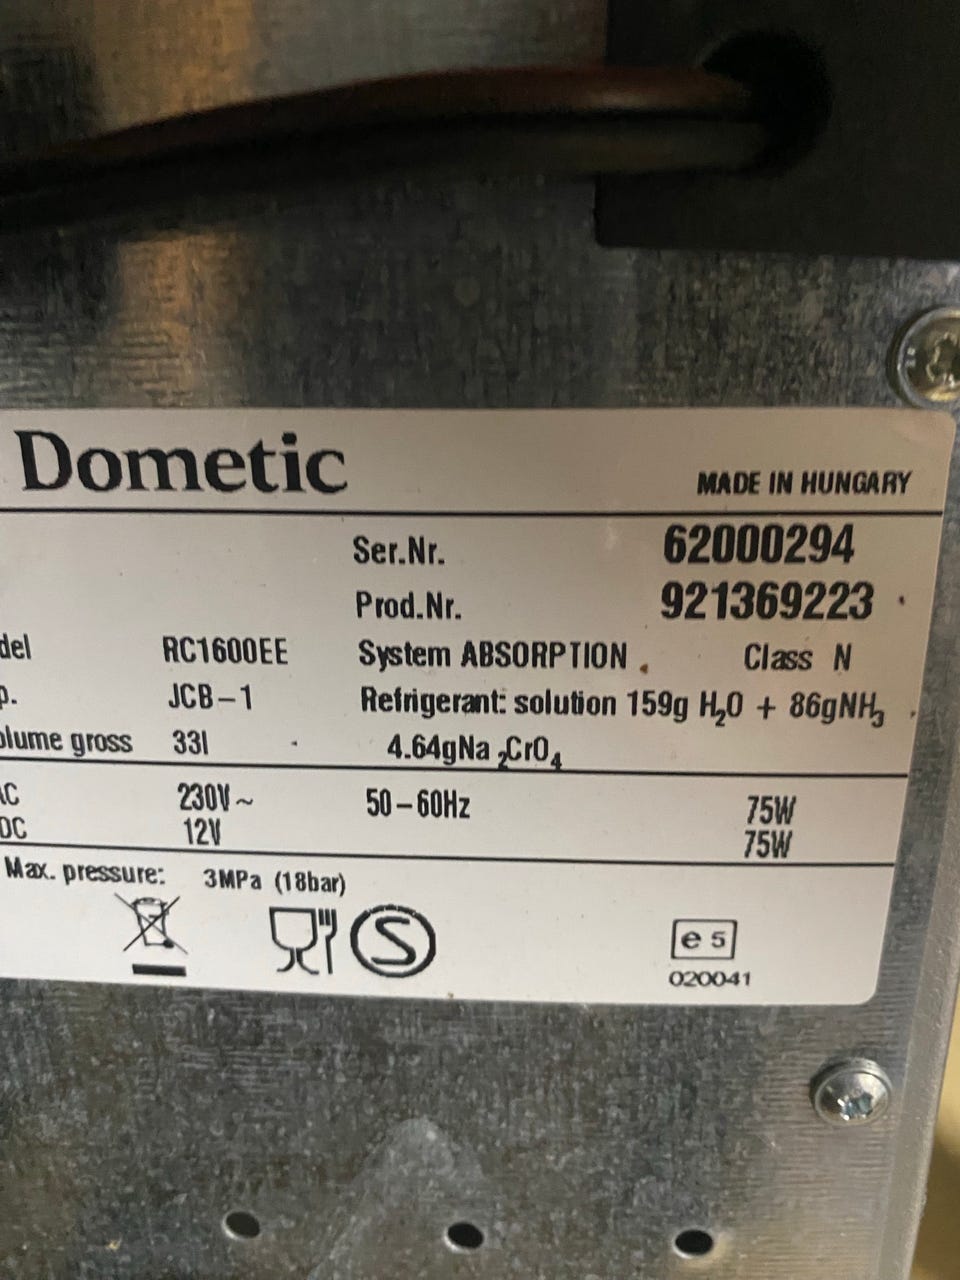 Dometic
MADE IN HUNGARY
Ser.Nr. 62000294
Prod.Nr. 921369223
del RC1600EE System ABSORPTION Class N
p. JCB-1 Refrigerant: solution 159g H₂O + 86gNH₃
olume gross 33l 4.64gNa₂CrO₄
AC 230V~ 50-60Hz 75W
DC 12V 75W
Max. pressure: 3MPa (18bar)
S
e 5
020041